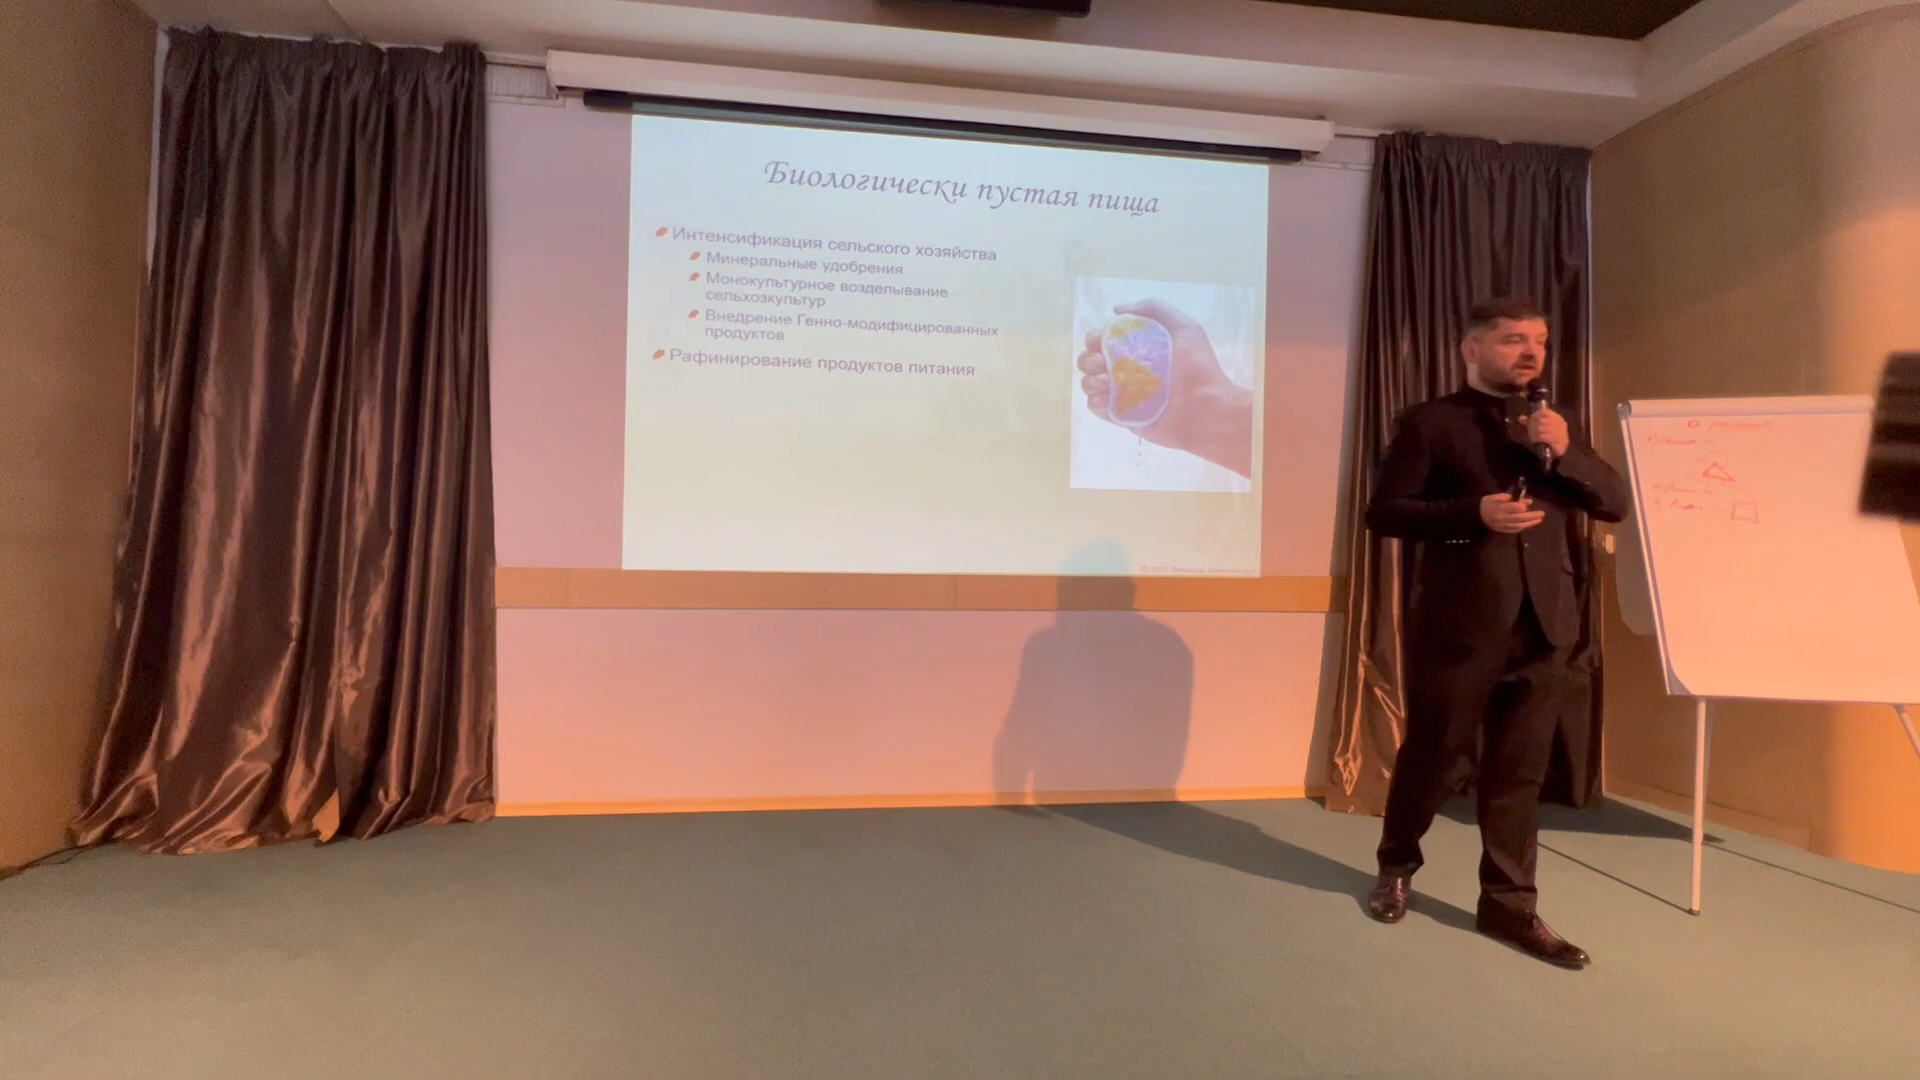 Биологически пустая пища
Интенсификация сельского хозяйства
Минеральные удобрения
Монокультурное возделывание
сельхозкультур
Внедрение Генно-модифицированных
продуктов
Рафинирование продуктов питания